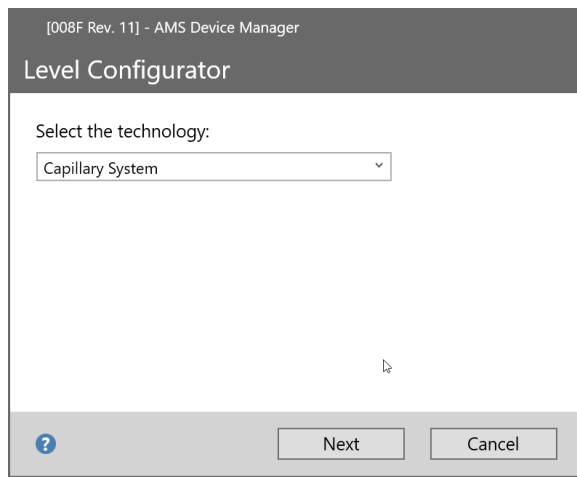 [008F Rev. 11] - AMS Device Manager
Level Configurator
Select the technology:
Capillary System
?
Next
Cancel